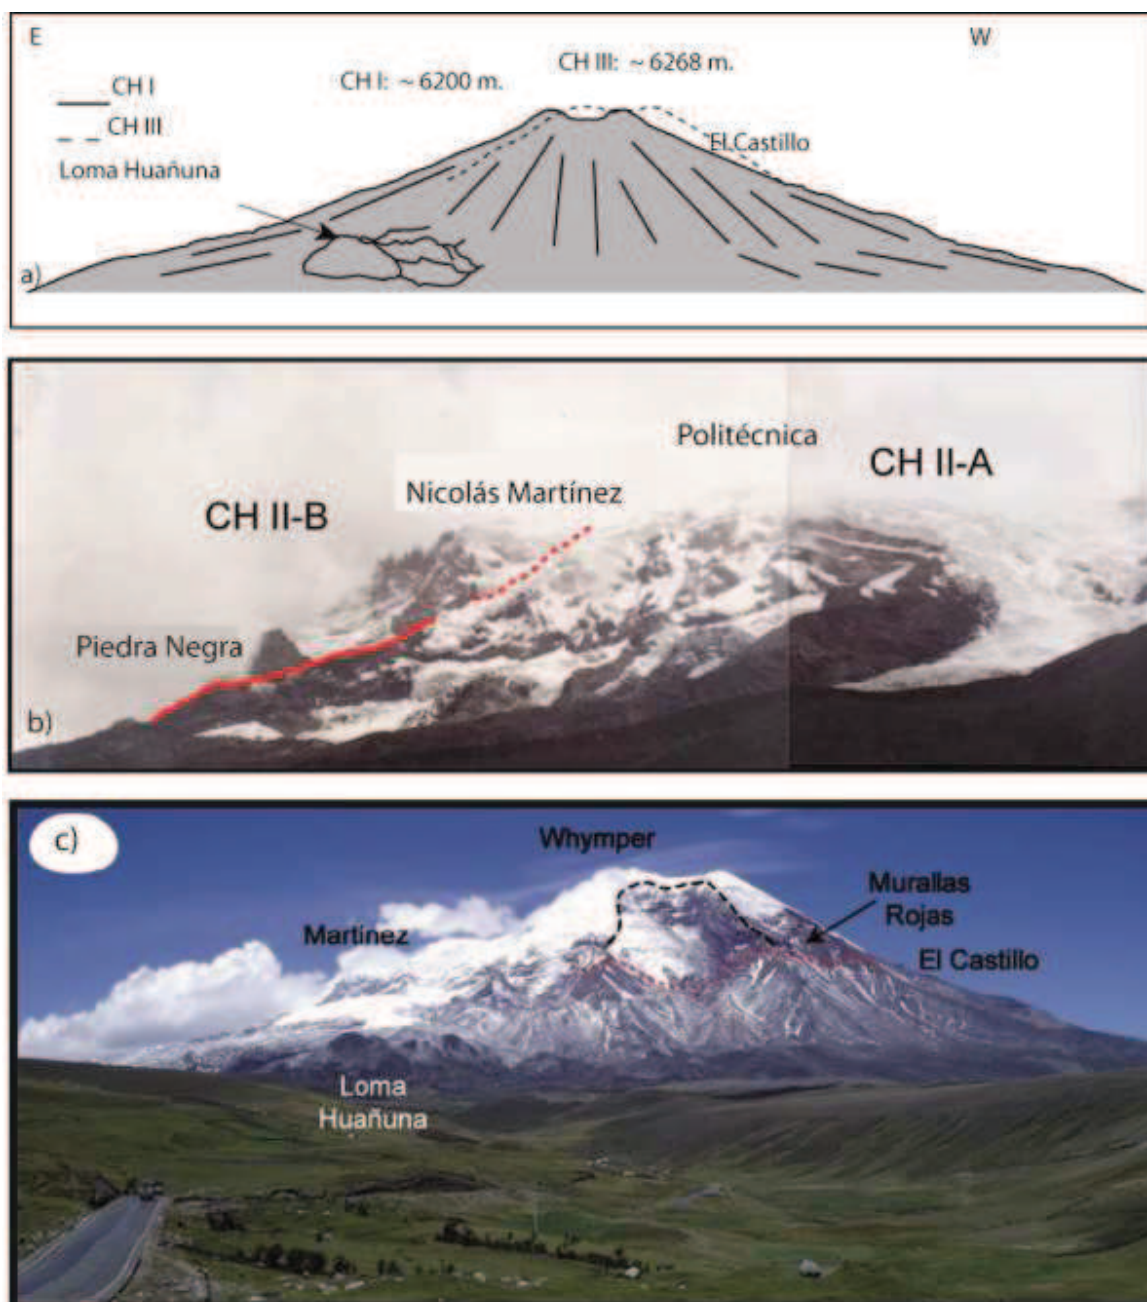 E
W
CH III: ~ 6268 m.
CH I: ~ 6200 m.
CH I
CH III
El Castillo
Loma Huañuna
a)
Politécnica
CH II-A
Nicolás Martínez
CH II-B
Piedra Negra
b)
c)
Whymper
Murallas
Rojas
Martinez
El Castillo
Loma
Huañuna